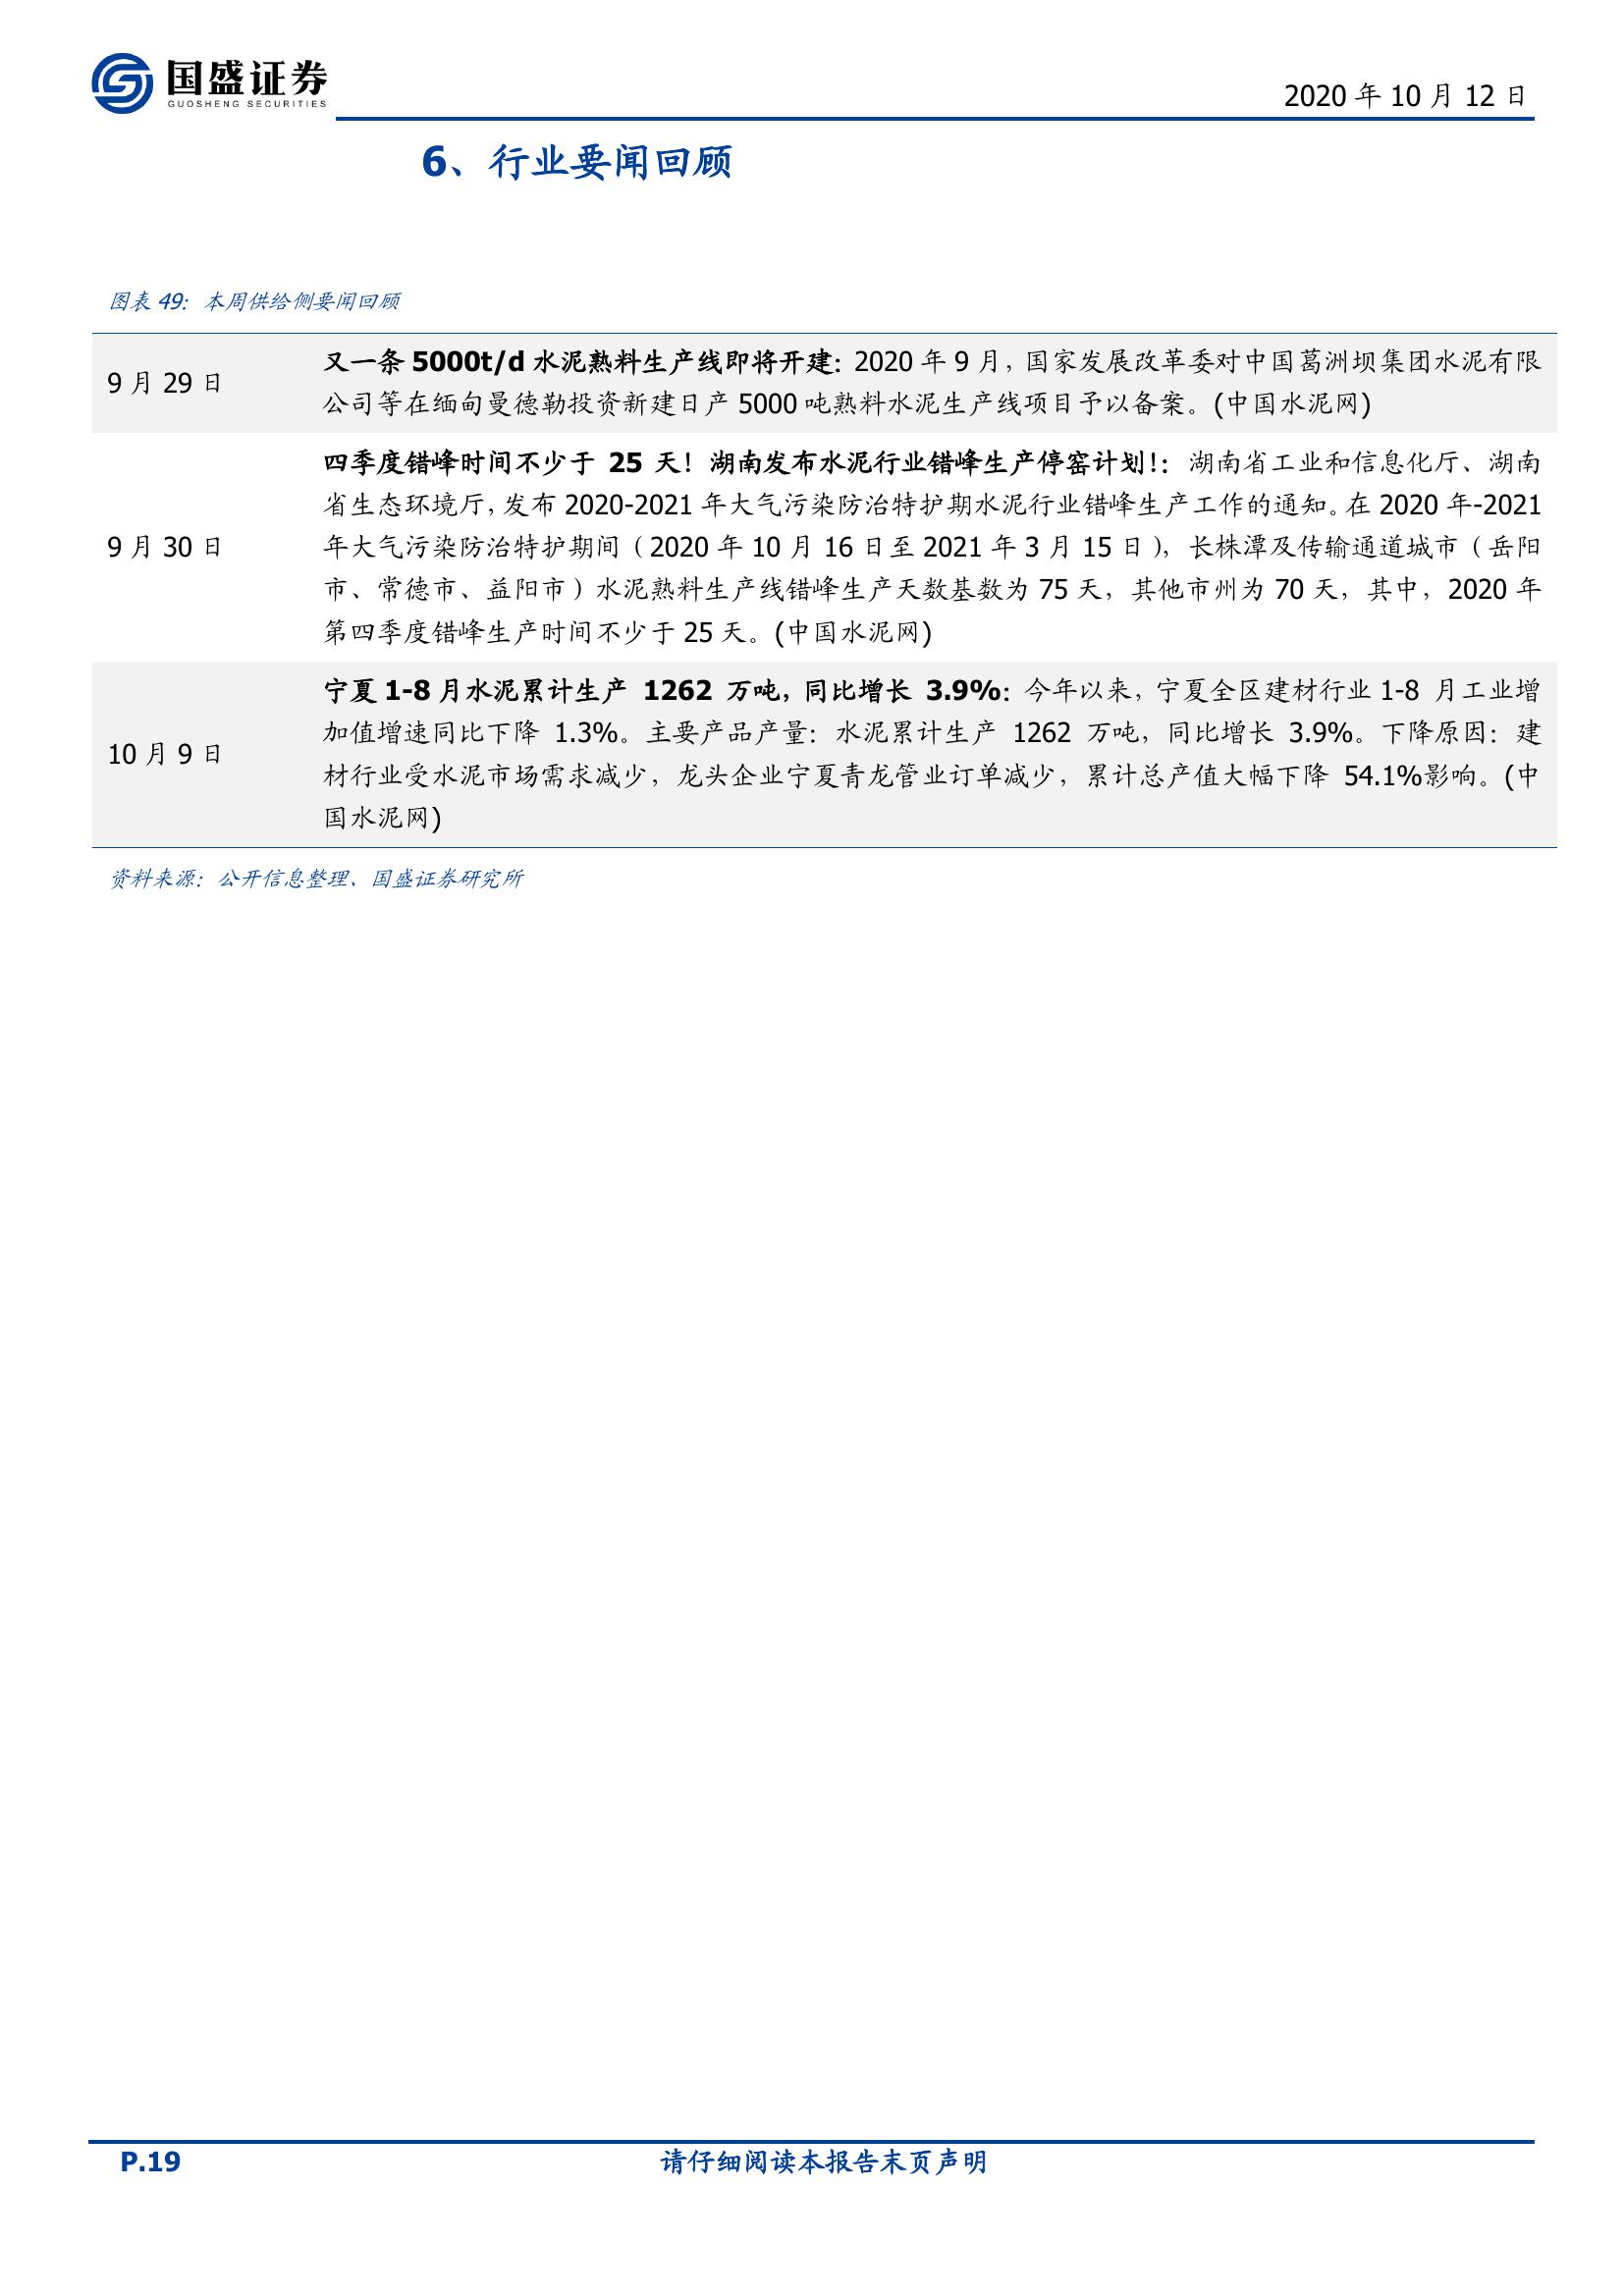 国盛证券
GUOSHENG SECURITIES
2020 年 10 月 12 日
6、行业要闻回顾
图表 49：本周供给侧要闻回顾
9 月 29 日
又一条 5000t/d 水泥熟料生产线即将开建：2020 年 9 月，国家发展改革委对中国葛洲坝集团水泥有限
公司等在缅甸曼德勒投资新建日产 5000 吨熟料水泥生产线项目予以备案。(中国水泥网)
9 月 30 日
四季度错峰时间不少于 25 天！湖南发布水泥行业错峰生产停窑计划!：湖南省工业和信息化厅、湖南
省生态环境厅，发布 2020-2021 年大气污染防治特护期水泥行业错峰生产工作的通知。在 2020 年-2021
年大气污染防治特护期间（2020 年 10 月 16 日至 2021 年 3 月 15 日），长株潭及传输通道城市（岳阳
市、常德市、益阳市）水泥熟料生产线错峰生产天数基数为 75 天，其他市州为 70 天，其中，2020 年
第四季度错峰生产时间不少于 25 天。(中国水泥网)
10 月 9 日
宁夏 1-8 月水泥累计生产 1262 万吨，同比增长 3.9%：今年以来，宁夏全区建材行业 1-8 月工业增
加值增速同比下降 1.3%。主要产品产量：水泥累计生产 1262 万吨，同比增长 3.9%。下降原因：建
材行业受水泥市场需求减少，龙头企业宁夏青龙管业订单减少，累计总产值大幅下降 54.1%影响。(中
国水泥网)
资料来源：公开信息整理、国盛证券研究所
P.19
请仔细阅读本报告末页声明